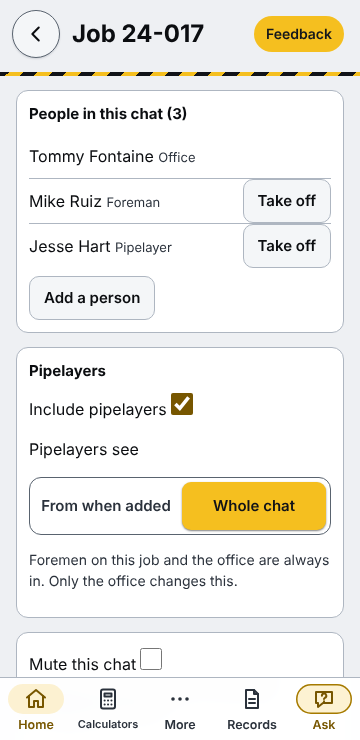 Job 24-017
Feedback
People in this chat (3)
Tommy Fontaine Office
Mike Ruiz Foreman
Take off
Jesse Hart Pipelayer
Take off
Add a person
Pipelayers
Include pipelayers
Pipelayers see
From when added
Whole chat
Foremen on this job and the office are always
in. Only the office changes this.
Mute this chat
Home
Calculators
More
Records
Ask